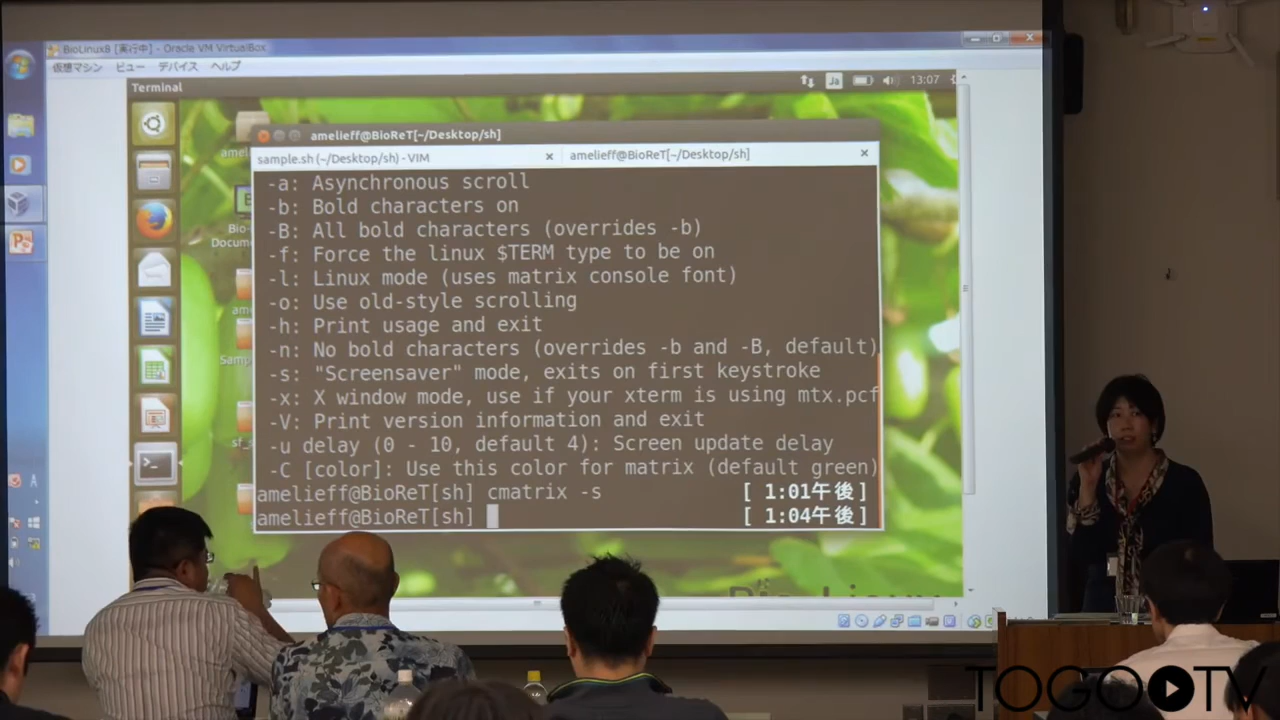 BioLinux8 [実行中] - Oracle VM VirtualBox
仮想マシン ビュー デバイス ヘルプ
Terminal
Ja
13:07
amelieff@BioReT[~/Desktop/sh]
sample.sh (~/Desktop/sh) - VIM
amelieff@BioReT[~/Desktop/sh]
-a: Asynchronous scroll
-b: Bold characters on
-B: All bold characters (overrides -b)
-f: Force the linux $TERM type to be on
-l: Linux mode (uses matrix console font)
-o: Use old-style scrolling
-h: Print usage and exit
-n: No bold characters (overrides -b and -B, default)
-s: "Screensaver" mode, exits on first keystroke
-x: X window mode, use if your xterm is using mtx.pcf
-V: Print version information and exit
-u delay (0 - 10, default 4): Screen update delay
-C [color]: Use this color for matrix (default green)
amelieff@BioReT[sh] cmatrix -s [ 1:01午後]
amelieff@BioReT[sh] [ 1:04午後]
TOGO TV